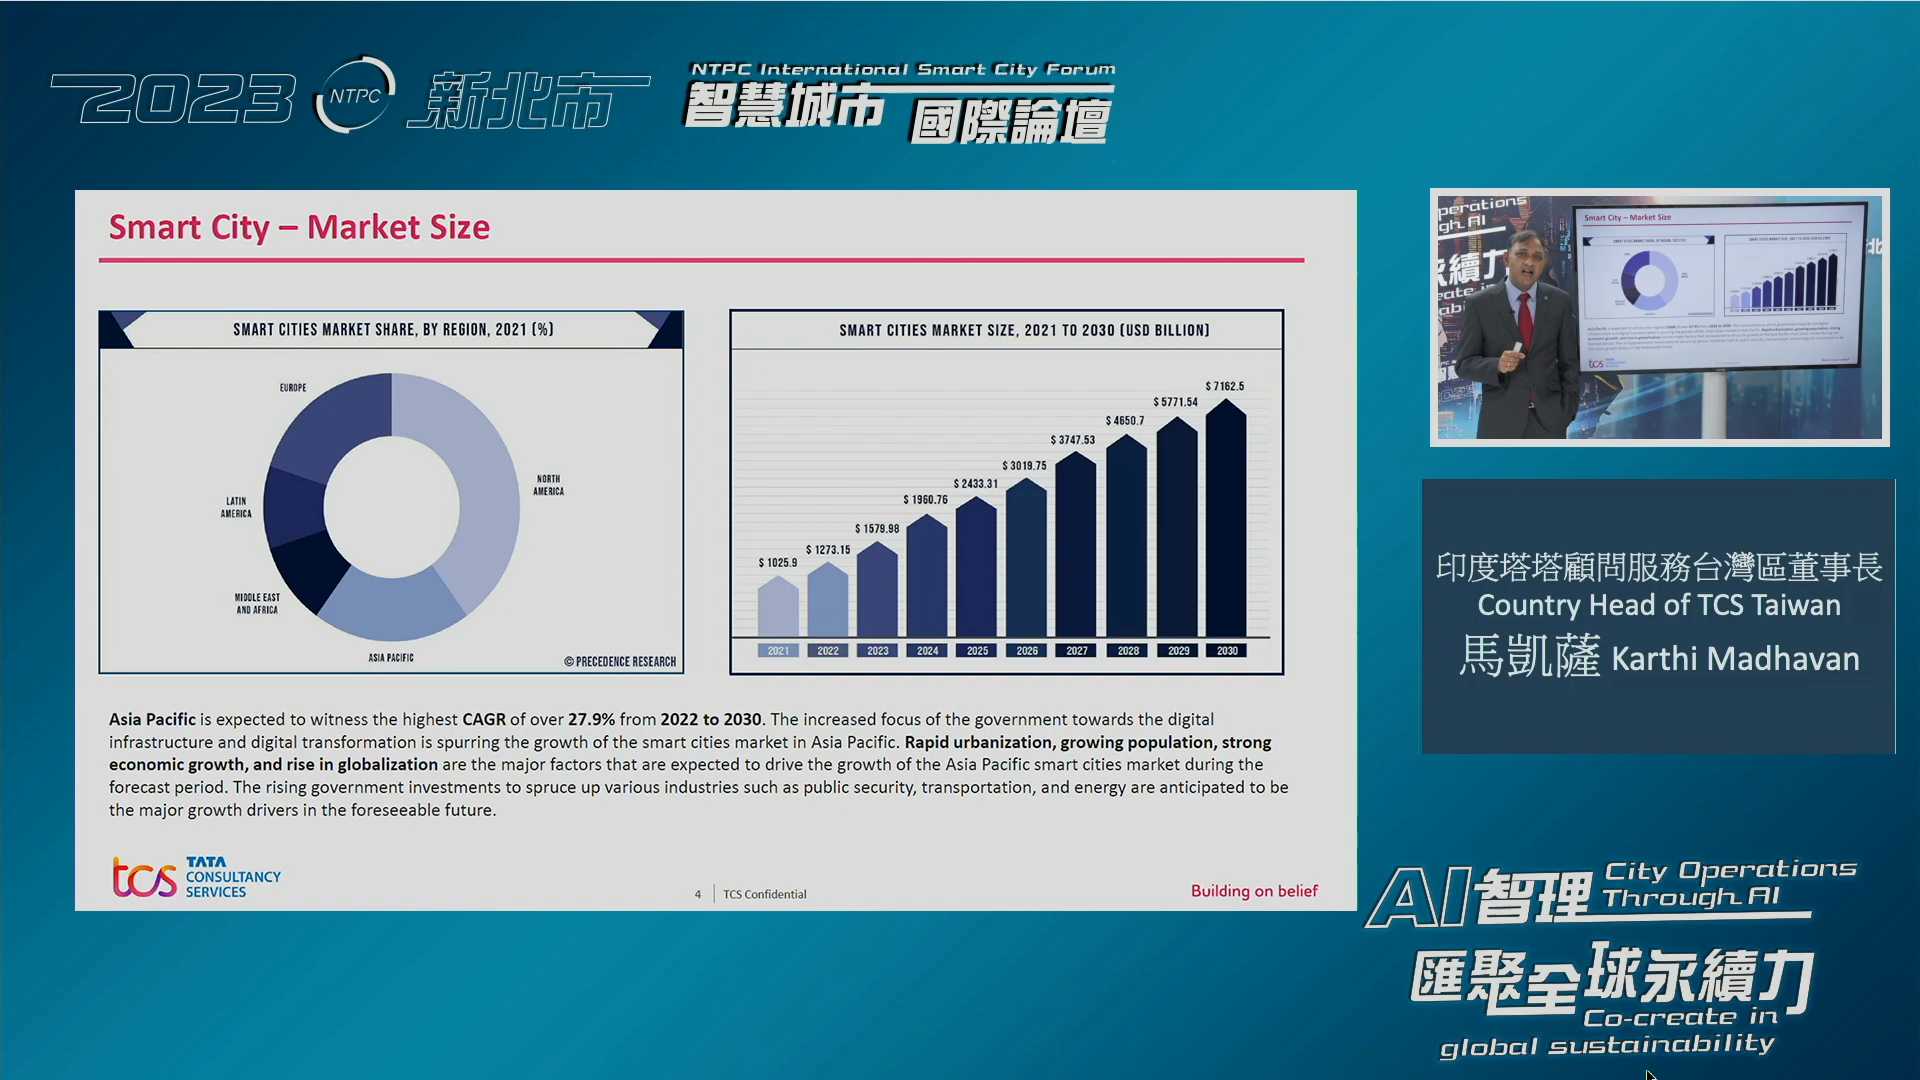 2023 NTPC 新北市
NTPC International Smart City Forum
智慧城市 國際論壇
Smart City – Market Size
SMART CITIES MARKET SHARE, BY REGION, 2021 (%)
EUROPE
NORTH
AMERICA
LATIN
AMERICA
MIDDLE EAST
AND AFRICA
ASIA PACIFIC
© PRECEDENCE RESEARCH
SMART CITIES MARKET SIZE, 2021 TO 2030 (USD BILLION)
$ 1025.9
$ 1273.15
$ 1579.98
$ 1960.76
$ 2433.31
$ 3019.75
$ 3747.53
$ 4650.7
$ 5771.54
$ 7162.5
2021 2022 2023 2024 2025 2026 2027 2028 2029 2030
Asia Pacific is expected to witness the highest CAGR of over 27.9% from 2022 to 2030. The increased focus of the government towards the digital
infrastructure and digital transformation is spurring the growth of the smart cities market in Asia Pacific. Rapid urbanization, growing population, strong
economic growth, and rise in globalization are the major factors that are expected to drive the growth of the Asia Pacific smart cities market during the
forecast period. The rising government investments to spruce up various industries such as public security, transportation, and energy are anticipated to be
the major growth drivers in the foreseeable future.
tcs TATA
CONSULTANCY
SERVICES
4 TCS Confidential
Building on belief
Smart City – Market Size
tcs
印度塔塔顧問服務台灣區董事長
Country Head of TCS Taiwan
馬凱薩 Karthi Madhavan
AI智理 City Operations
Through AI
匯聚全球永續力
Co-create in
global sustainability